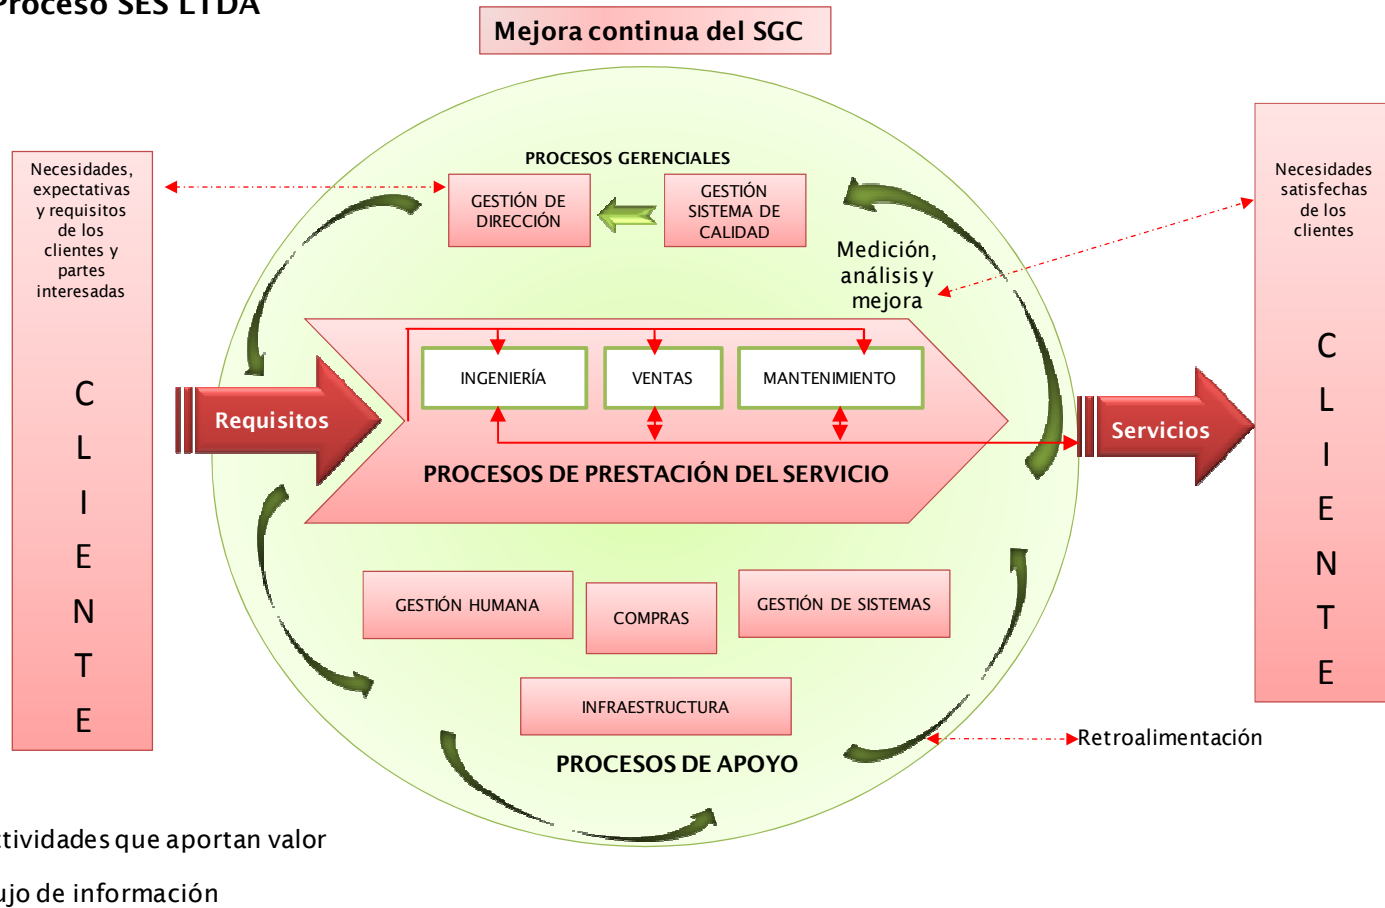 Proceso SES LTDA
Mejora continua del SGC
Necesidades,
expectativas
y requisitos
de los
clientes y
partes
interesadas
C
L
I
E
N
T
E
PROCESOS GERENCIALES
GESTIÓN DE
DIRECCIÓN
GESTIÓN
SISTEMA DE
CALIDAD
Medición,
análisis y
mejora
Requisitos
INGENIERÍA
VENTAS
MANTENIMIENTO
PROCESOS DE PRESTACIÓN DEL SERVICIO
Servicios
GESTIÓN HUMANA
COMPRAS
GESTIÓN DE SISTEMAS
INFRAESTRUCTURA
PROCESOS DE APOYO
Retroalimentación
Necesidades
satisfechas
de los
clientes
C
L
I
E
N
T
E
ctividades que aportan valor
ujo de información